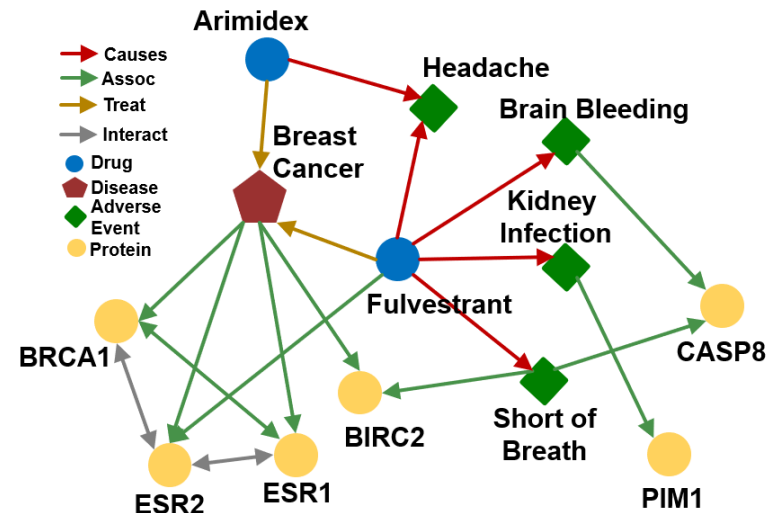 Arimidex
Causes
Assoc
Treat
Interact
Drug
Disease
Adverse
Event
Protein
Headache
Brain Bleeding
Breast
Cancer
Kidney
Infection
Fulvestrant
BRCA1
CASP8
BIRC2
Short of
Breath
ESR2
ESR1
PIM1